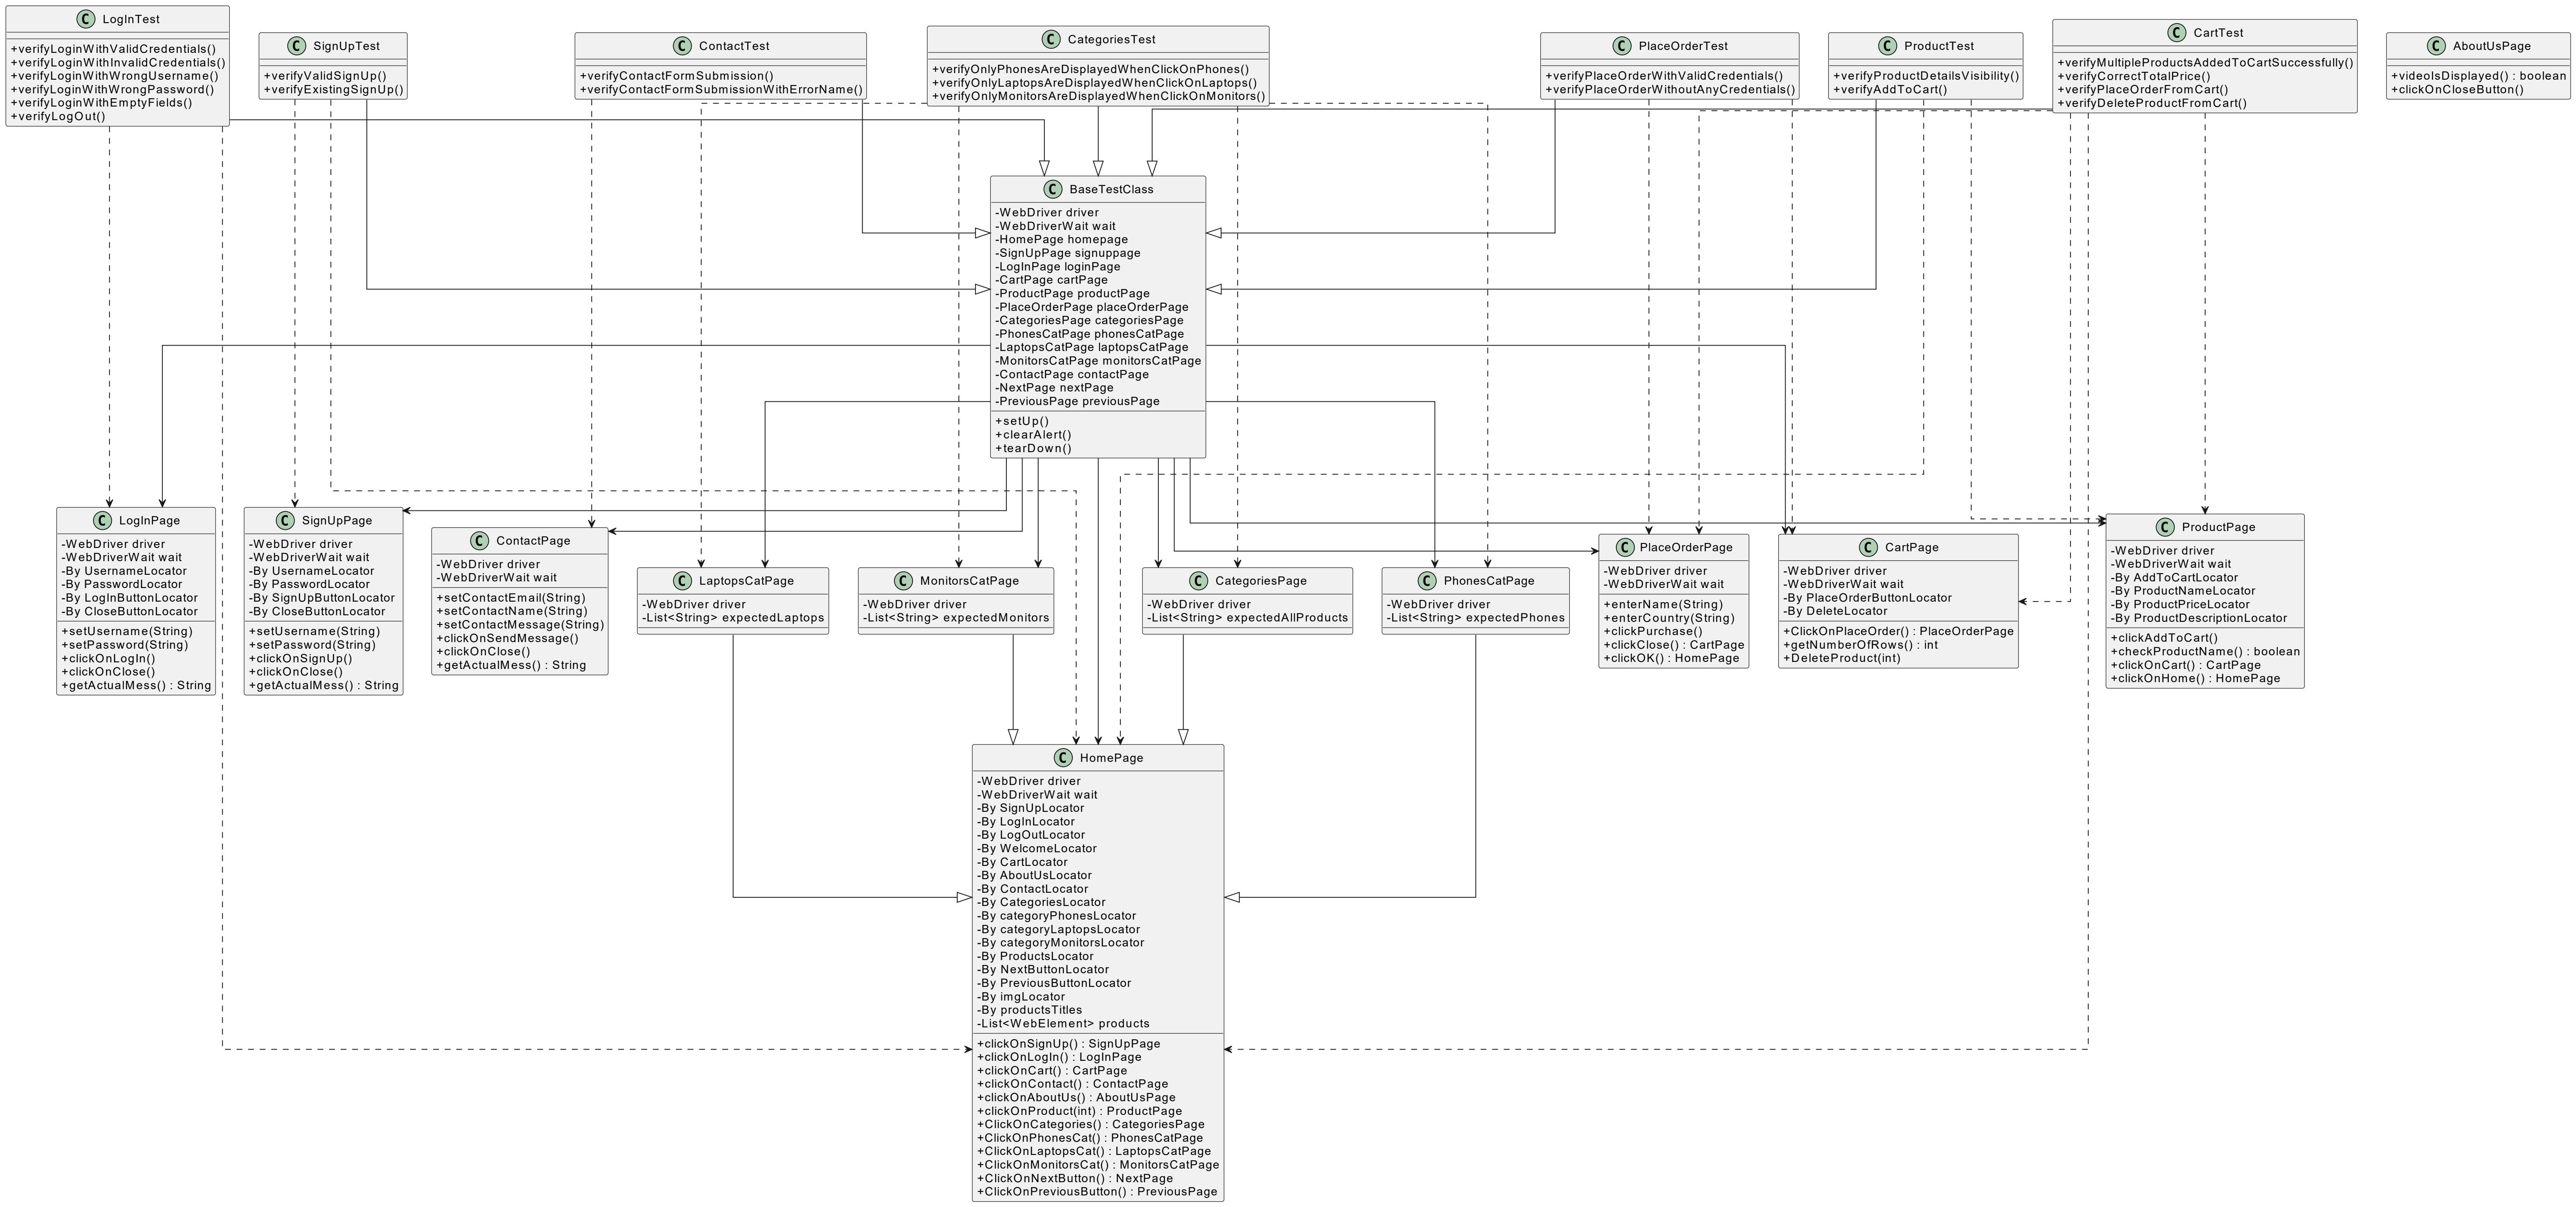 C LogInTest
+verifyLoginWithValidCredentials()
+verifyLoginWithInvalidCredentials()
+verifyLoginWithWrongUsername()
+verifyLoginWithWrongPassword()
+verifyLoginWithEmptyFields()
+verifyLogOut()
C SignUpTest
+verifyValidSignUp()
+verifyExistingSignUp()
C ContactTest
+verifyContactFormSubmission()
+verifyContactFormSubmissionWithErrorName()
C CategoriesTest
+verifyOnlyPhonesAreDisplayedWhenClickOnPhones()
+verifyOnlyLaptopsAreDisplayedWhenClickOnLaptops()
+verifyOnlyMonitorsAreDisplayedWhenClickOnMonitors()
C PlaceOrderTest
+verifyPlaceOrderWithValidCredentials()
+verifyPlaceOrderWithoutAnyCredentials()
C ProductTest
+verifyProductDetailsVisibility()
+verifyAddToCart()
C CartTest
+verifyMultipleProductsAddedToCartSuccessfully()
+verifyCorrectTotalPrice()
+verifyPlaceOrderFromCart()
+verifyDeleteProductFromCart()
C AboutUsPage
+videoIsDisplayed() : boolean
+clickOnCloseButton()
C BaseTestClass
-WebDriver driver
-WebDriverWait wait
-HomePage homepage
-SignUpPage signuppage
-LogInPage loginPage
-CartPage cartPage
-ProductPage productPage
-PlaceOrderPage placeOrderPage
-CategoriesPage categoriesPage
-PhonesCatPage phonesCatPage
-LaptopsCatPage laptopsCatPage
-MonitorsCatPage monitorsCatPage
-ContactPage contactPage
-NextPage nextPage
-PreviousPage previousPage
+setUp()
+clearAlert()
+tearDown()
C LogInPage
-WebDriver driver
-WebDriverWait wait
-By UsernameLocator
-By PasswordLocator
-By LogInButtonLocator
-By CloseButtonLocator
+setUsername(String)
+setPassword(String)
+clickOnLogIn()
+clickOnClose()
+getActualMess() : String
C SignUpPage
-WebDriver driver
-WebDriverWait wait
-By UsernameLocator
-By PasswordLocator
-By SignUpButtonLocator
-By CloseButtonLocator
+setUsername(String)
+setPassword(String)
+clickOnSignUp()
+clickOnClose()
+getActualMess() : String
C ContactPage
-WebDriver driver
-WebDriverWait wait
+setContactEmail(String)
+setContactName(String)
+setContactMessage(String)
+clickOnSendMessage()
+clickOnClose()
+getActualMess() : String
C LaptopsCatPage
-WebDriver driver
-List<String> expectedLaptops
C MonitorsCatPage
-WebDriver driver
-List<String> expectedMonitors
C CategoriesPage
-WebDriver driver
-List<String> expectedAllProducts
C PhonesCatPage
-WebDriver driver
-List<String> expectedPhones
C PlaceOrderPage
-WebDriver driver
-WebDriverWait wait
+enterName(String)
+enterCountry(String)
+clickPurchase()
+clickClose() : CartPage
+clickOK() : HomePage
C CartPage
-WebDriver driver
-WebDriverWait wait
-By PlaceOrderButtonLocator
-By DeleteLocator
+ClickOnPlaceOrder() : PlaceOrderPage
+getNumberOfRows() : int
+DeleteProduct(int)
C ProductPage
-WebDriver driver
-WebDriverWait wait
-By AddToCartLocator
-By ProductNameLocator
-By ProductPriceLocator
-By ProductDescriptionLocator
+clickAddToCart()
+checkProductName() : boolean
+clickOnCart() : CartPage
+clickOnHome() : HomePage
C HomePage
-WebDriver driver
-WebDriverWait wait
-By SignUpLocator
-By LogInLocator
-By LogOutLocator
-By WelcomeLocator
-By CartLocator
-By AboutUsLocator
-By ContactLocator
-By CategoriesLocator
-By categoryPhonesLocator
-By categoryLaptopsLocator
-By categoryMonitorsLocator
-By ProductsLocator
-By NextButtonLocator
-By PreviousButtonLocator
-By imgLocator
-By productsTitles
-List<WebElement> products
+clickOnSignUp() : SignUpPage
+clickOnLogIn() : LogInPage
+clickOnCart() : CartPage
+clickOnContact() : ContactPage
+clickOnAboutUs() : AboutUsPage
+clickOnProduct(int) : ProductPage
+ClickOnCategories() : CategoriesPage
+ClickOnPhonesCat() : PhonesCatPage
+ClickOnLaptopsCat() : LaptopsCatPage
+ClickOnMonitorsCat() : MonitorsCatPage
+ClickOnNextButton() : NextPage
+ClickOnPreviousButton() : PreviousPage